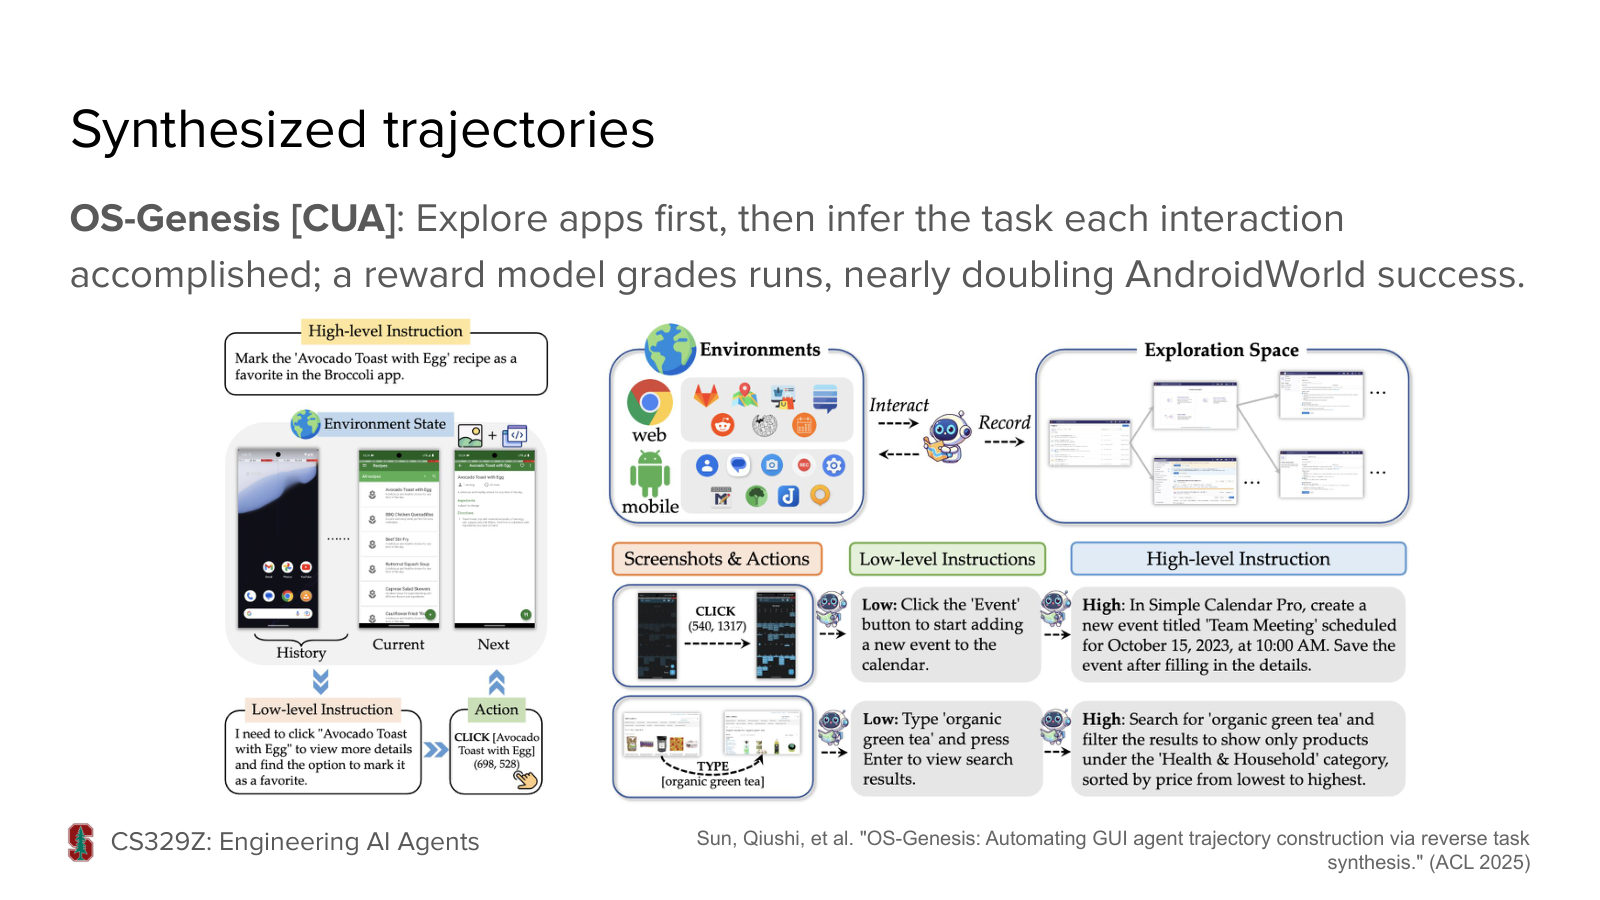 Synthesized trajectories
OS-Genesis [CUA]: Explore apps first, then infer the task each interaction
accomplished; a reward model grades runs, nearly doubling AndroidWorld success.
High-level Instruction
Mark the 'Avocado Toast with Egg' recipe as a
favorite in the Broccoli app.
Environment State
+
Recipes
Avocado Toast with Egg
......
History
Current
Next
Low-level Instruction
I need to click "Avocado Toast
with Egg" to view more details
and find the option to mark it
as a favorite.
Action
CLICK [Avocado
Toast with Egg]
(698, 528)
Environments
web
mobile
Interact
Record
Exploration Space
...
...
...
Screenshots & Actions
Low-level Instructions
High-level Instruction
CLICK
(540, 1317)
Low: Click the 'Event'
button to start adding
a new event to the
calendar.
High: In Simple Calendar Pro, create a
new event titled 'Team Meeting' scheduled
for October 15, 2023, at 10:00 AM. Save the
event after filling in the details.
TYPE
[organic green tea]
Low: Type 'organic
green tea' and press
Enter to view search
results.
High: Search for 'organic green tea' and
filter the results to show only products
under the 'Health & Household' category,
sorted by price from lowest to highest.
CS329Z: Engineering AI Agents
Sun, Qiushi, et al. "OS-Genesis: Automating GUI agent trajectory construction via reverse task
synthesis." (ACL 2025)